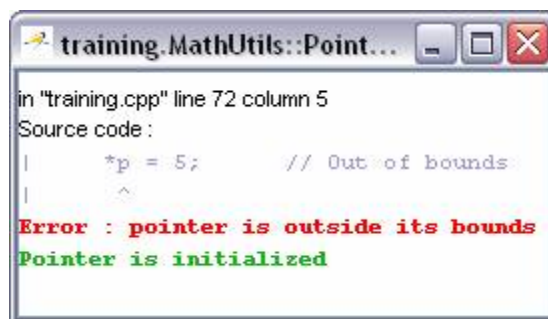 training.MathUtils::Point...
in "training.cpp" line 72 column 5
Source code :
| *p = 5; // Out of bounds
| ^
Error : pointer is outside its bounds
Pointer is initialized